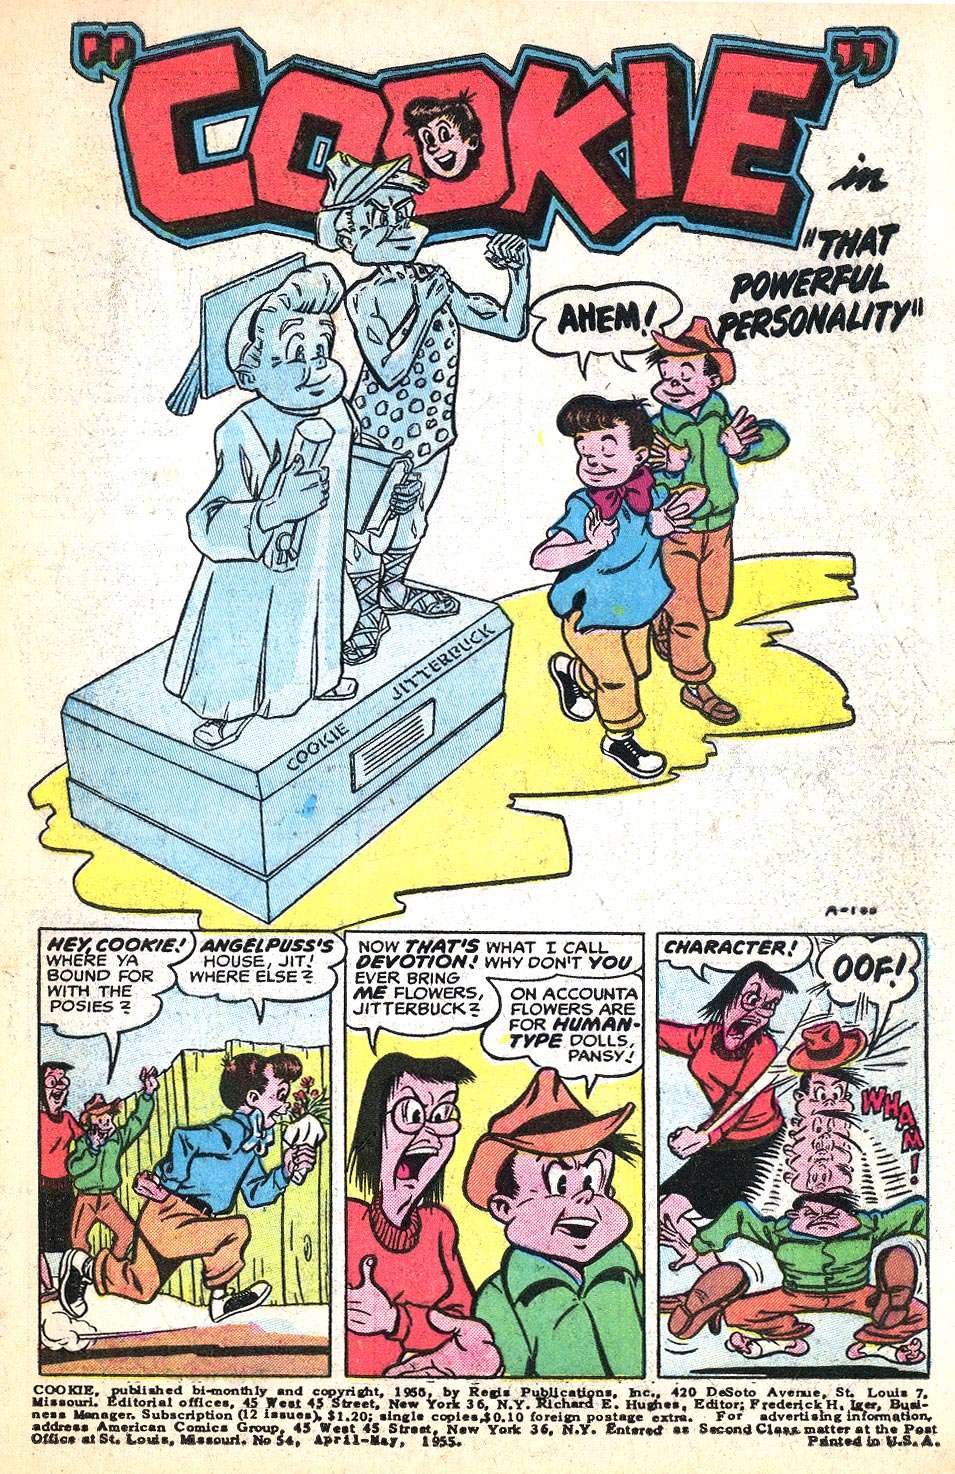 "COOKIE"
in
"THAT
POWERFUL
PERSONALITY"
AHEM!
COOKIE
JITTERBUCK
A-100
HEY, COOKIE!
WHERE YA
BOUND FOR
WITH THE
POSIES?
ANGELPUSS'S
HOUSE, JIT!
WHERE ELSE?
NOW THAT'S WHAT I CALL
DEVOTION! WHY DON'T YOU
EVER BRING
ME FLOWERS,
JITTERBUCK?
ON ACCOUNTA
FLOWERS ARE
FOR HUMAN-
TYPE DOLLS,
PANSY!
CHARACTER!
OOF!
WHAM!
COOKIE, published bi-monthly and copyright, 1955, by Regis Publications, Inc., 420 DeSoto Avenue, St. Louis 7,
Missouri. Editorial offices, 45 West 45 Street, New York 36, N.Y. Richard E. Hughes, Editor; Frederick H. Iger, Busi-
ness Manager. Subscription (12 issues), $1.20; single copies, $0.10 foreign postage extra. For advertising information,
address American Comics Group, 45 West 45 Street, New York 36, N.Y. Entered as Second Class matter at the Post
Office at St. Louis, Missouri. No 54, April-May, 1955. Printed in U.S.A.